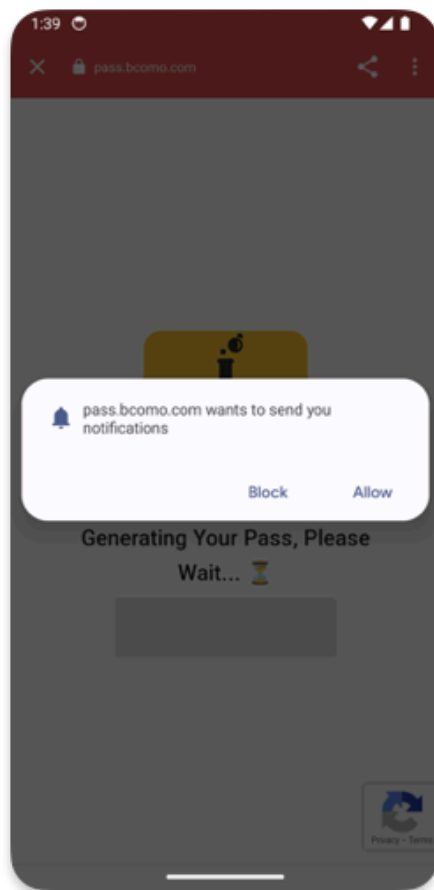 1:39
pass.bcomo.com
pass.bcomo.com wants to send you
notifications
Block Allow
Generating Your Pass, Please
Wait... ⏳
Privacy - Terms